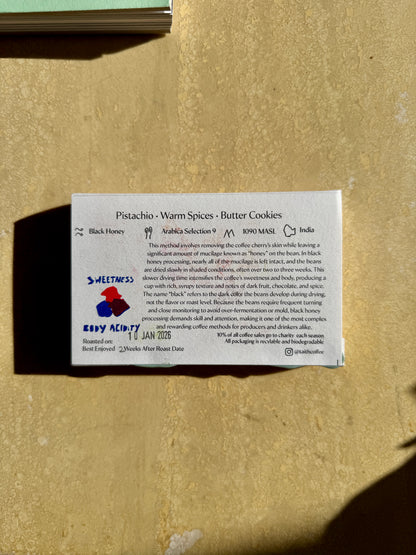 Pistachio • Warm Spices • Butter Cookies
Black Honey Arabica Selection 9 1090 MASL India
This method involves removing the coffee cherry's skin while leaving a
significant amount of mucilage known as "honey" on the bean. In black
honey processing, nearly all of the mucilage is left intact, and the beans
are dried slowly in shaded conditions, often over two to three weeks. This
slower drying time intensifies the coffee's sweetness and body, producing a
cup with rich, syrupy texture and notes of dark fruit, chocolate, and spice.
The name "black" refers to the dark color the beans develop during drying,
not the flavor or roast level. Because the beans require frequent turning
and close monitoring to avoid over-fermentation or mold, black honey
processing demands skill and attention, making it one of the most complex
and rewarding coffee methods for producers and drinkers alike.
SWEETNESS
BODY ACIDITY
10 JAN 2026
Roasted on:
Best Enjoyed 2 Weeks After Roast Date
10% of all coffee sales go to charity each season
All packaging is recylable and biodegradable